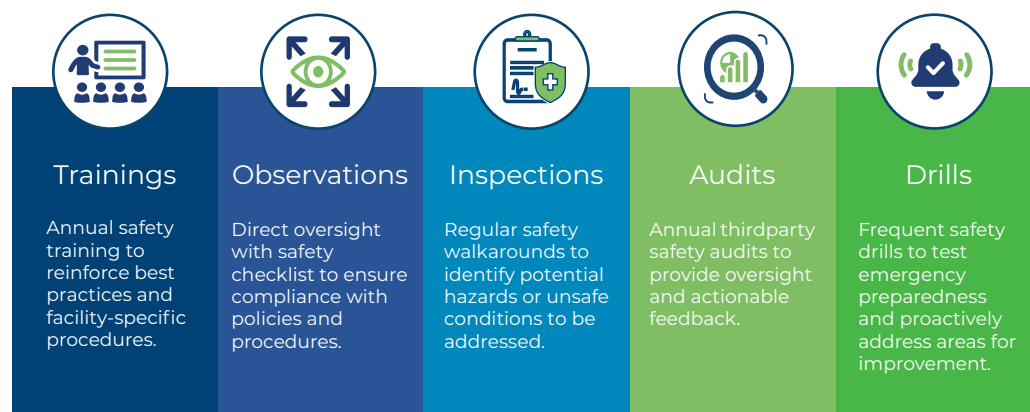 Trainings
Annual safety
training to
reinforce best
practices and
facility-specific
procedures.
Observations
Direct oversight
with safety
checklist to ensure
compliance with
policies and
procedures.
Inspections
Regular safety
walkarounds to
identify potential
hazards or unsafe
conditions to be
addressed.
Audits
Annual thirdparty
safety audits to
provide oversight
and actionable
feedback.
Drills
Frequent safety
drills to test
emergency
preparedness
and proactively
address areas for
improvement.